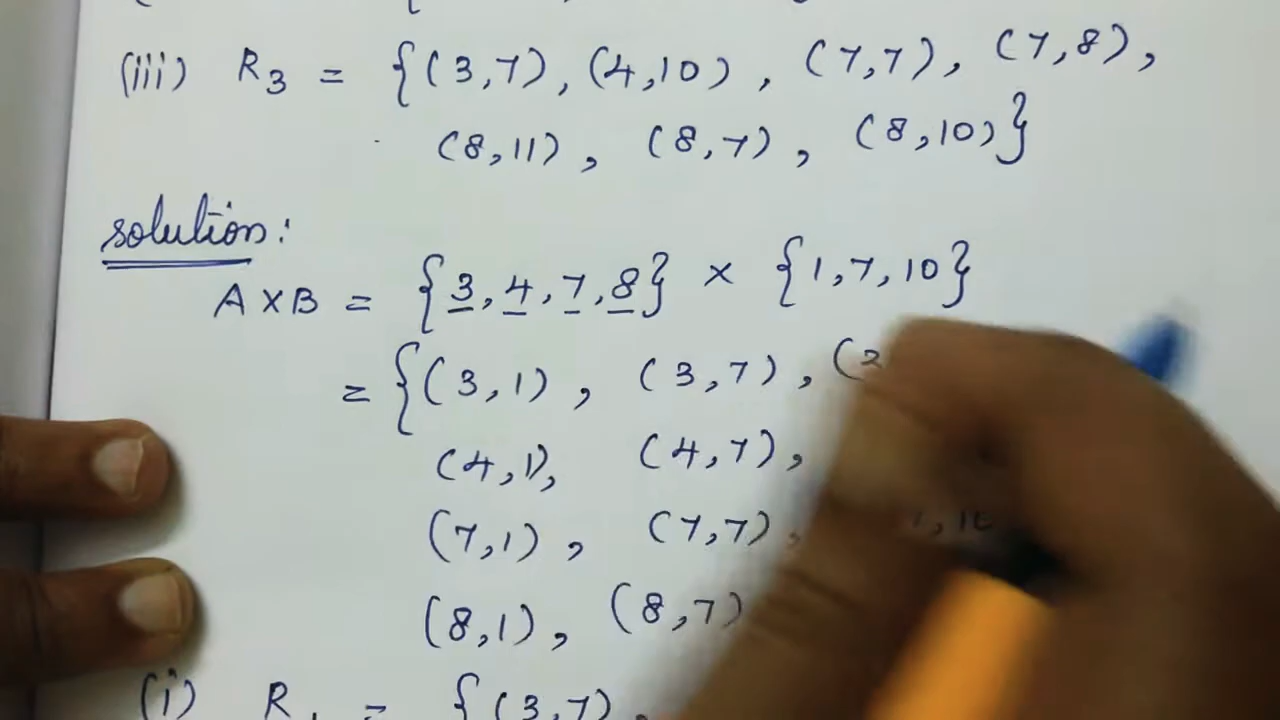 (iii) R3 = {(3,7), (4,10), (7,7), (7,8),
(8,11), (8,7), (8,10)}
solution:
A×B = {3,4,7,8} × {1,7,10}
= {(3,1), (3,7), (
(4,1), (4,7),
(7,1), (7,7), ,10
(8,1), (8,7)
(i) R = {(3,7),